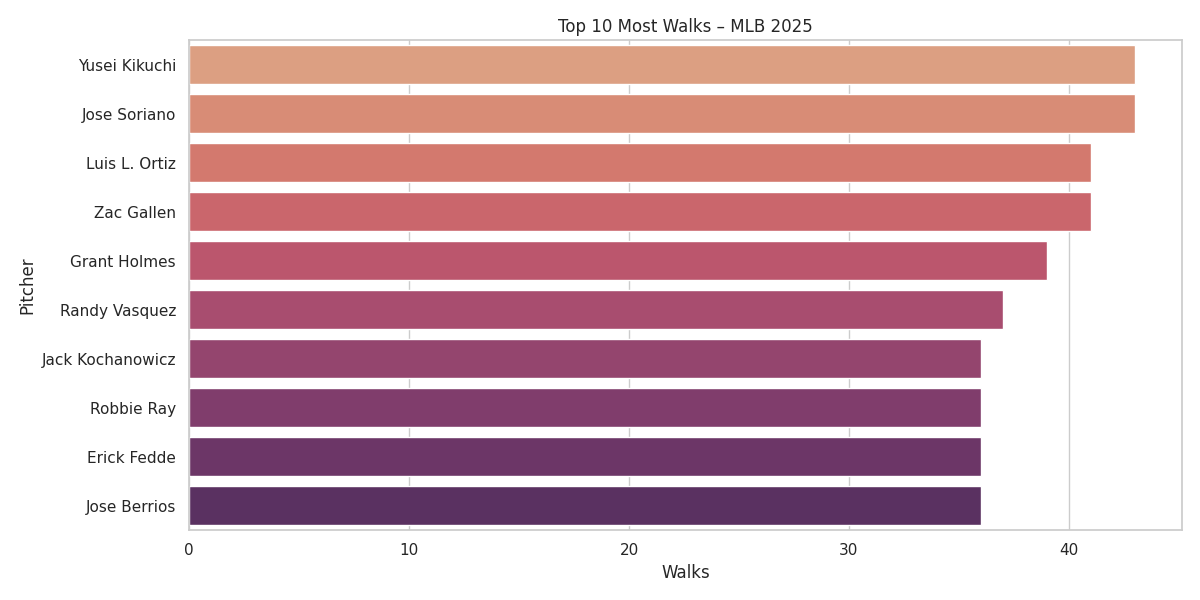 Top 10 Most Walks – MLB 2025
Yusei Kikuchi
Jose Soriano
Luis L. Ortiz
Zac Gallen
Grant Holmes
Randy Vasquez
Jack Kochanowicz
Robbie Ray
Erick Fedde
Jose Berrios
Pitcher
0 10 20 30 40
Walks